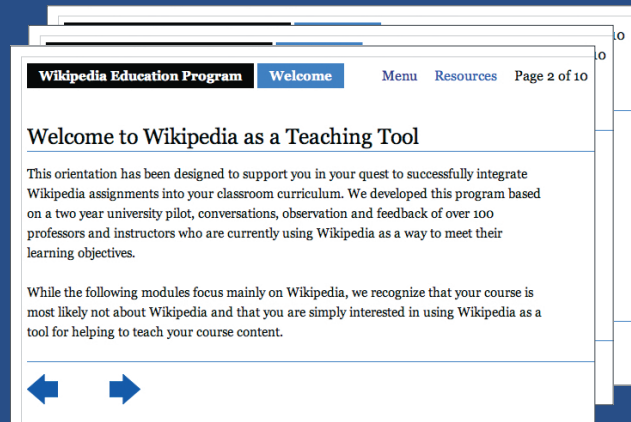 Wikipedia Education Program Welcome Menu Resources Page 2 of 10
Welcome to Wikipedia as a Teaching Tool
This orientation has been designed to support you in your quest to successfully integrate
Wikipedia assignments into your classroom curriculum. We developed this program based
on a two year university pilot, conversations, observation and feedback of over 100
professors and instructors who are currently using Wikipedia as a way to meet their
learning objectives.
While the following modules focus mainly on Wikipedia, we recognize that your course is
most likely not about Wikipedia and that you are simply interested in using Wikipedia as a
tool for helping to teach your course content.
10
10